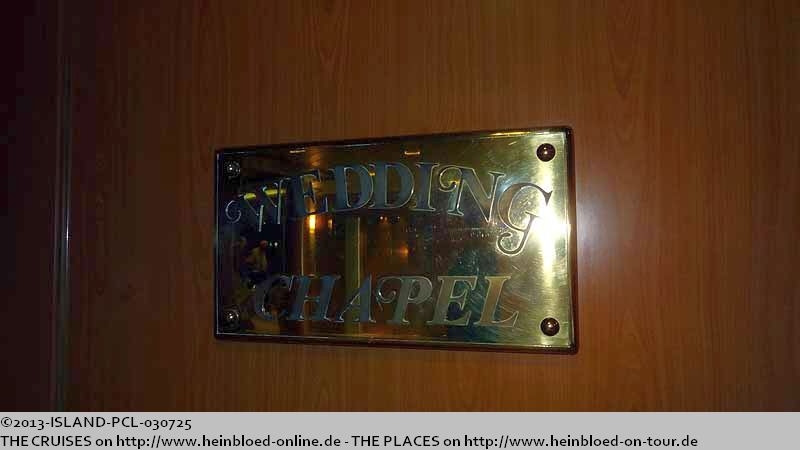 WEDDING
CHAPEL
©2013-ISLAND-PCL-030725
THE CRUISES on http://www.heinbloed-online.de - THE PLACES on http://www.heinbloed-on-tour.de